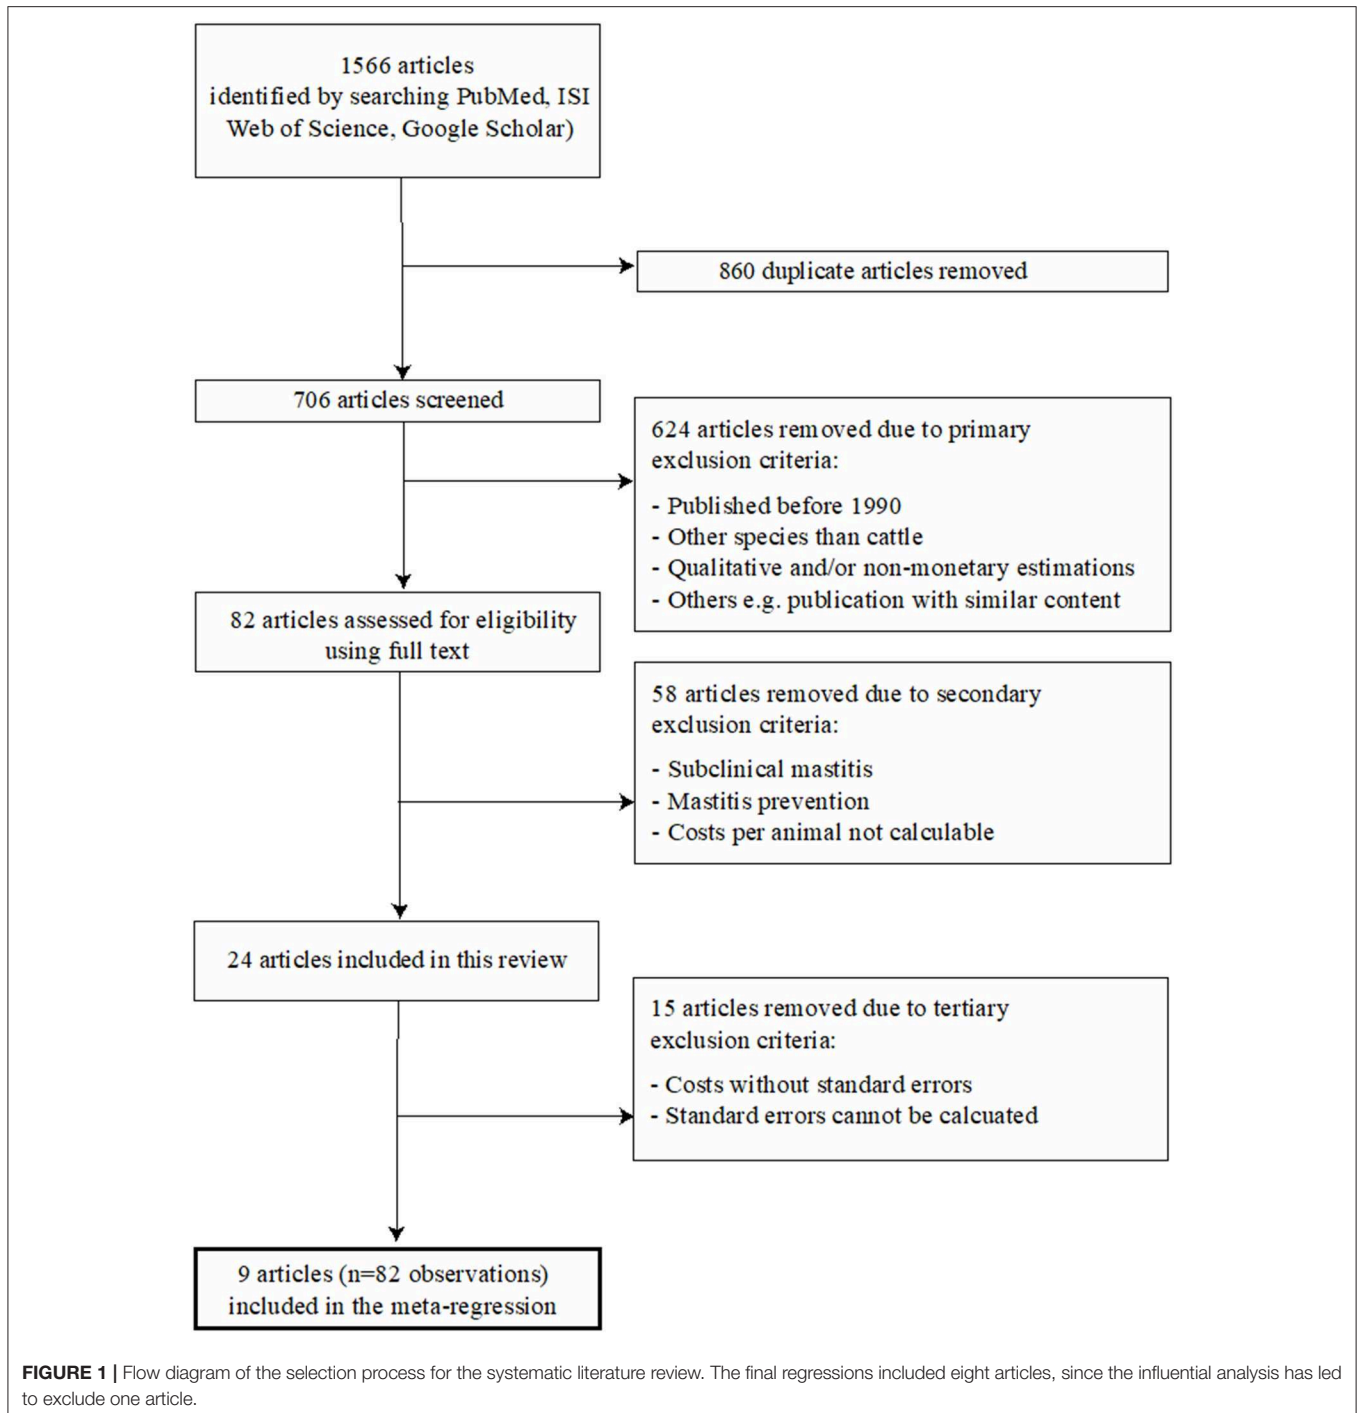 1566 articles
identified by searching PubMed, ISI
Web of Science, Google Scholar)
860 duplicate articles removed
706 articles screened
624 articles removed due to primary
exclusion criteria:
- Published before 1990
- Other species than cattle
- Qualitative and/or non-monetary estimations
- Others e.g. publication with similar content
82 articles assessed for eligibility
using full text
58 articles removed due to secondary
exclusion criteria:
- Subclinical mastitis
- Mastitis prevention
- Costs per animal not calculable
24 articles included in this review
15 articles removed due to tertiary
exclusion criteria:
- Costs without standard errors
- Standard errors cannot be calcuated
9 articles (n=82 observations)
included in the meta-regression
FIGURE 1 | Flow diagram of the selection process for the systematic literature review. The final regressions included eight articles, since the influential analysis has led
to exclude one article.